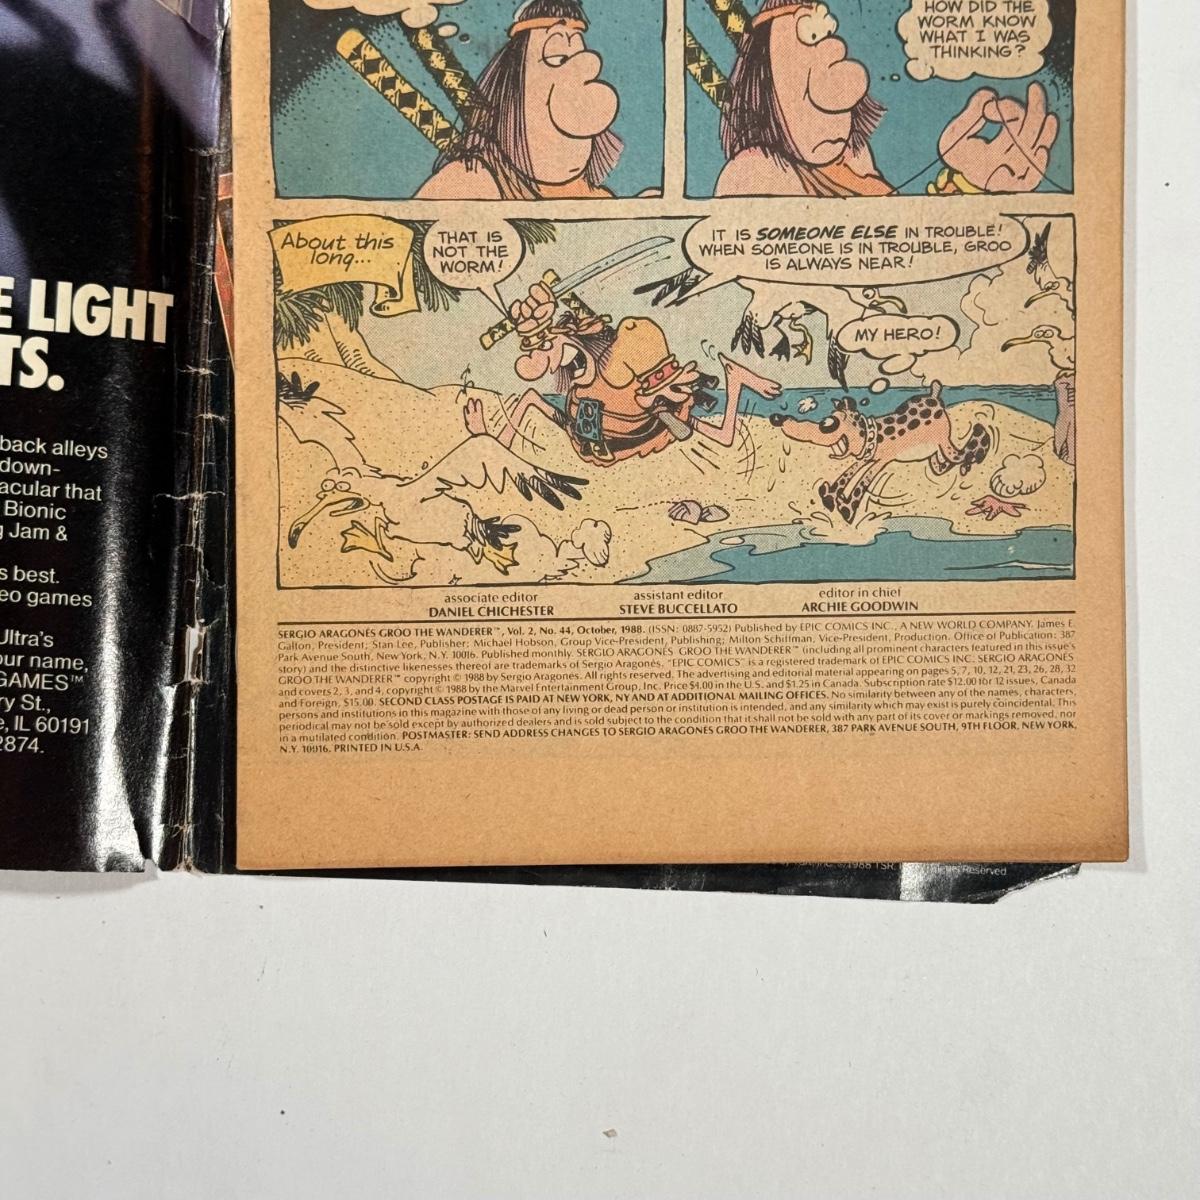 HOW DID THE
WORM KNOW
WHAT I WAS
THINKING?
About this
long...
THAT IS
NOT THE
WORM!
IT IS SOMEONE ELSE IN TROUBLE!
WHEN SOMEONE IS IN TROUBLE, GROO
IS ALWAYS NEAR!
MY HERO!
associate editor
DANIEL CHICHESTER
assistant editor
STEVE BUCCELLATO
editor in chief
ARCHIE GOODWIN
SERGIO ARAGONÉS GROO THE WANDERER™, Vol. 2, No. 44, October, 1988. (ISSN: 0887-5952) Published by EPIC COMICS INC., A NEW WORLD COMPANY. James E.
Galton, President; Stan Lee, Publisher; Michael Hobson, Group Vice-President, Publishing; Milton Schiffman, Vice-President, Production. Office of Publication: 387
Park Avenue South, New York, N.Y. 10016. Published monthly. SERGIO ARAGONÉS GROO THE WANDERER™ (including all prominent characters featured in this issue's
story) and the distinctive likenesses thereof are trademarks of Sergio Aragonés. "EPIC COMICS" is a registered trademark of EPIC COMICS INC. SERGIO ARAGONÉS
GROO THE WANDERER™ copyright © 1988 by Sergio Aragonés. All rights reserved. The advertising and editorial material appearing on pages 5, 7, 10, 12, 21, 23, 26, 28, 32
and covers 2, 3, and 4, copyright © 1988 by the Marvel Entertainment Group, Inc. Price $1.00 in the U.S. and $1.25 in Canada. Subscription rate $12.00 for 12 issues, Canada
and Foreign, $15.00. SECOND CLASS POSTAGE IS PAID AT NEW YORK, NY AND AT ADDITIONAL MAILING OFFICES. No similarity between any of the names, characters,
persons and institutions in this magazine with those of any living or dead person or institution is intended, and any similarity which may exist is purely coincidental. This
periodical may not be sold except by authorized dealers and is sold subject to the condition that it shall not be sold with any part of its cover or markings removed, nor
in a mutilated condition. POSTMASTER: SEND ADDRESS CHANGES TO SERGIO ARAGONÉS GROO THE WANDERER, 387 PARK AVENUE SOUTH, 9TH FLOOR, NEW YORK,
N.Y. 10016. PRINTED IN U.S.A.
E LIGHT
TS.
back alleys
down-
acular that
Bionic
Jam &
s best.
eo games
Ultra's
our name,
GAMES™
ry St.,
, IL 60191
2874.
©1988 TSR, Reserved